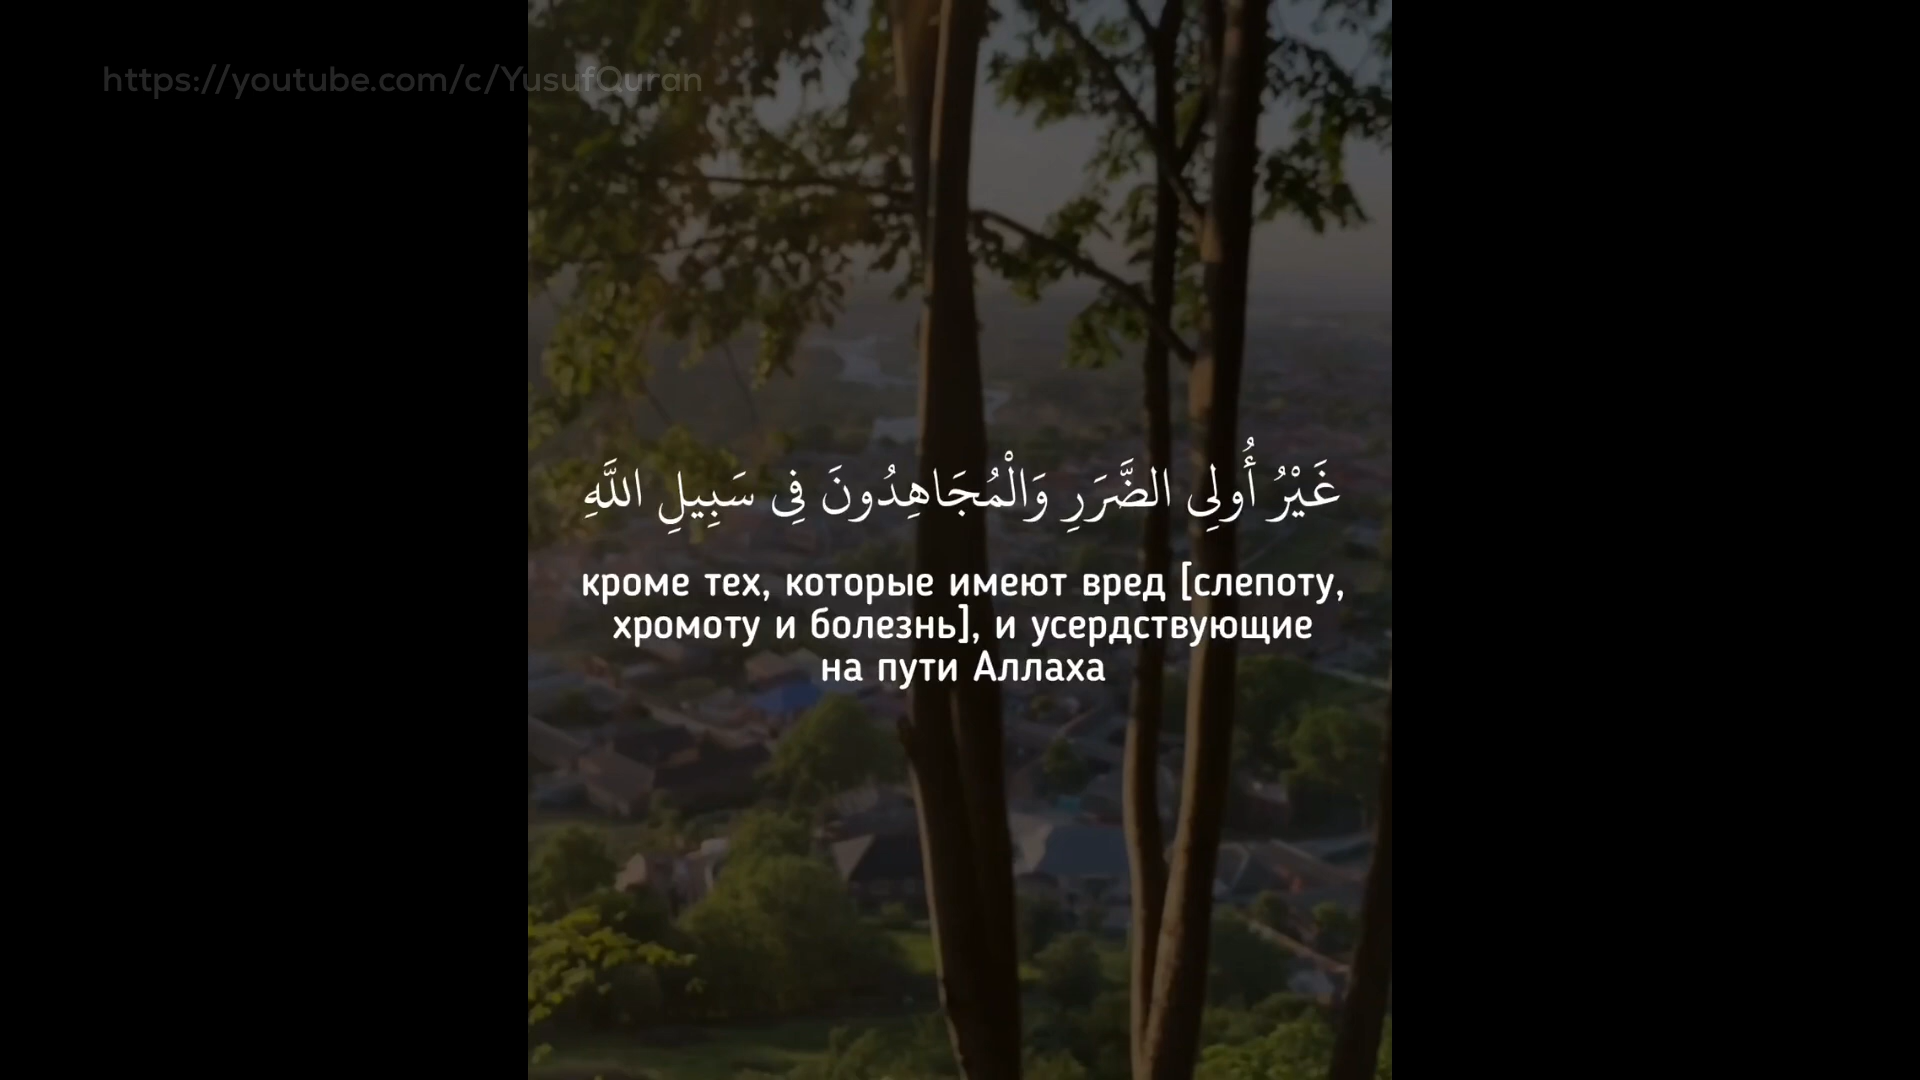 https://youtube.com/c/YusufQuran
غَيْرُ أُو۟لِى الضَّرَرِ وَالْمُجَاهِدُونَ فِى سَبِيلِ اللَّهِ
кроме тех, которые имеют вред [слепоту,
хромоту и болезнь], и усердствующие
на пути Аллаха